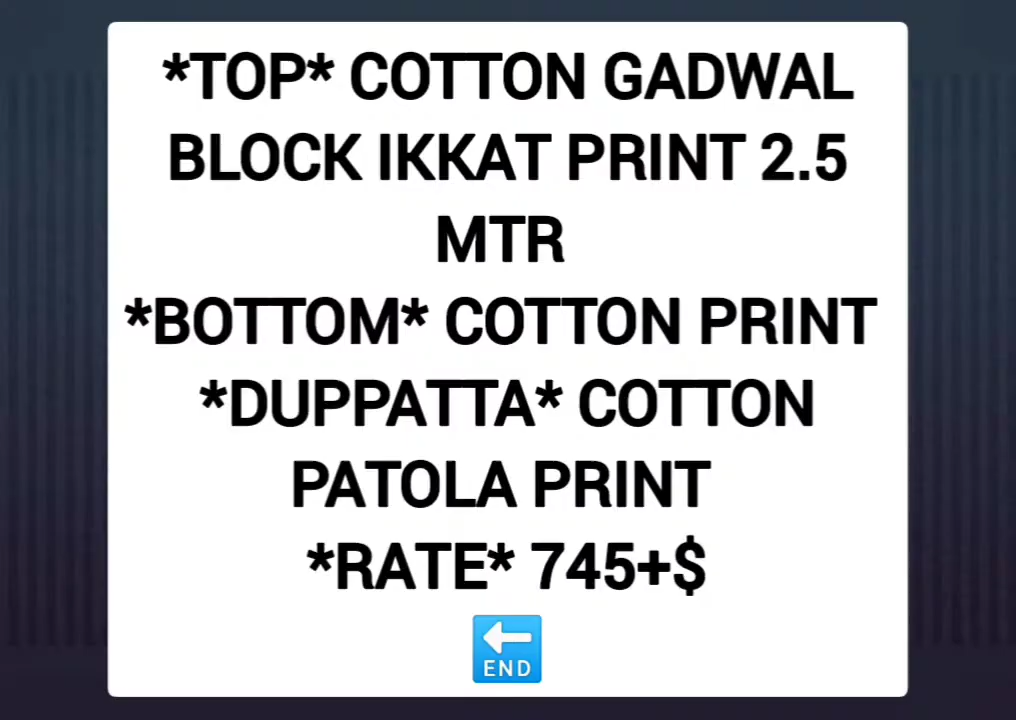 *TOP* COTTON GADWAL
BLOCK IKKAT PRINT 2.5
MTR
*BOTTOM* COTTON PRINT
*DUPPATTA* COTTON
PATOLA PRINT
*RATE* 745+$
END